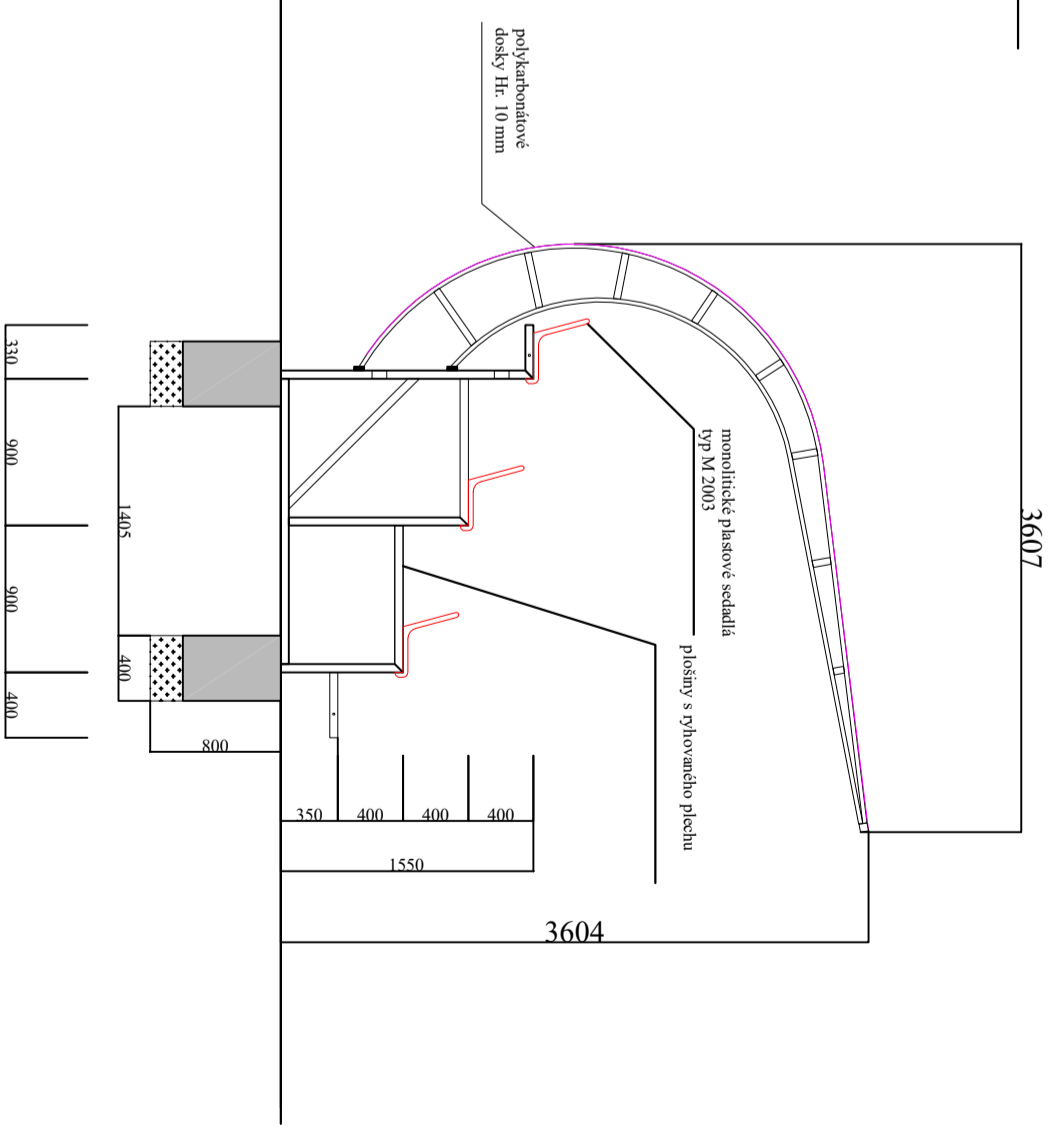 polykarbonátové
dosky Hr. 10 mm
monolitické plastové sedadlá
typ M 2003
plošiny s ryhovaného plechu
3607
3604
1550
350
400
400
400
800
1405
400
330
900
900
400